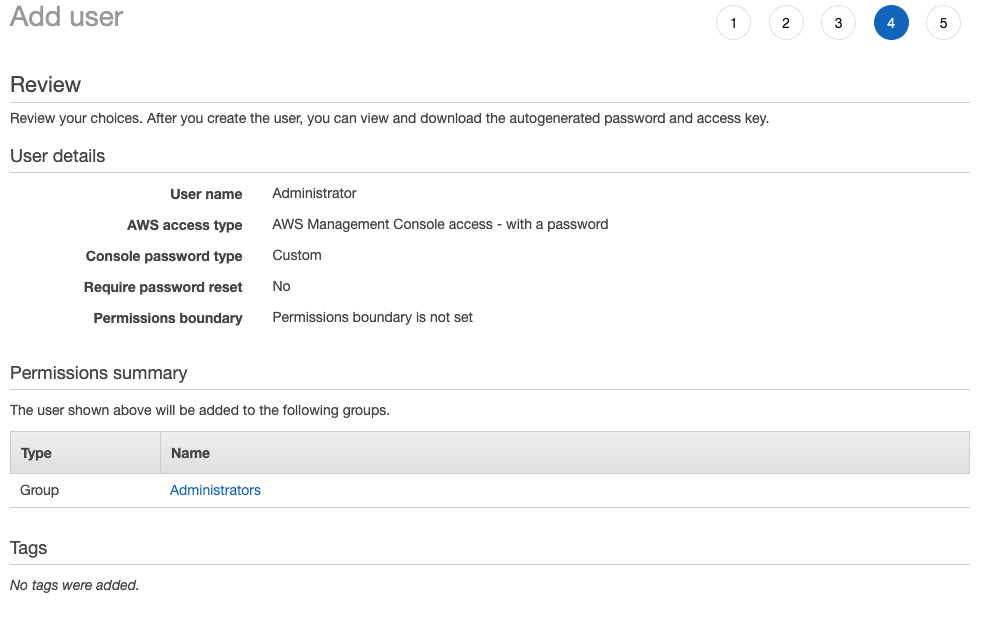 Add user
1 2 3 4 5
Review
Review your choices. After you create the user, you can view and download the autogenerated password and access key.
User details
User name Administrator
AWS access type AWS Management Console access - with a password
Console password type Custom
Require password reset No
Permissions boundary Permissions boundary is not set
Permissions summary
The user shown above will be added to the following groups.
Type Name
Group Administrators
Tags
No tags were added.